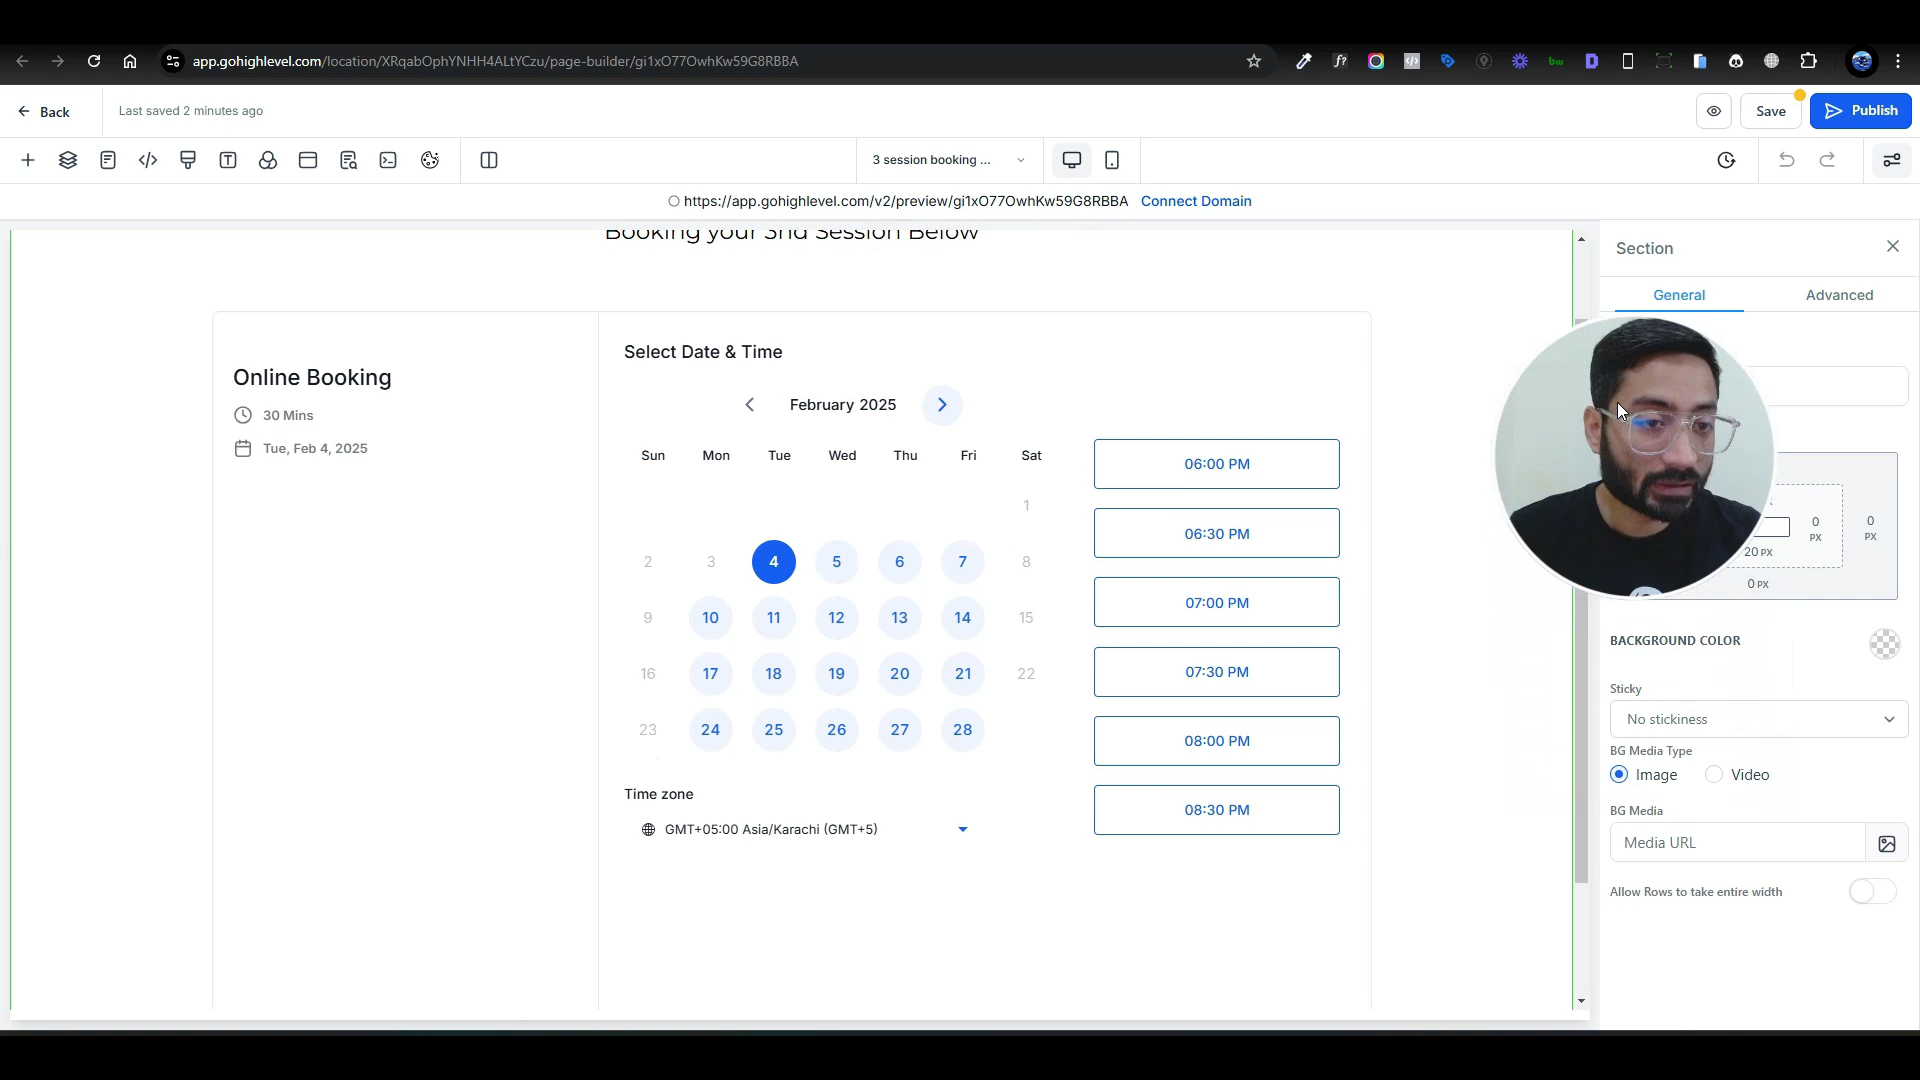 app.gohighlevel.com/location/XRqabOphYNHH4ALtYCzu/page-builder/gi1xO77OwhKw59G8RBBA
Back
Last saved 2 minutes ago
Save
Publish
3 session booking ...
https://app.gohighlevel.com/v2/preview/gi1xO77OwhKw59G8RBBA Connect Domain
Booking your 3nd Session Below
Online Booking
30 Mins
Tue, Feb 4, 2025
Select Date & Time
February 2025
Sun Mon Tue Wed Thu Fri Sat
1
2 3 4 5 6 7 8
9 10 11 12 13 14 15
16 17 18 19 20 21 22
23 24 25 26 27 28
Time zone
GMT+05:00 Asia/Karachi (GMT+5)
06:00 PM
06:30 PM
07:00 PM
07:30 PM
08:00 PM
08:30 PM
Section
General Advanced
0 PX
0 PX
20 PX
0 PX
BACKGROUND COLOR
Sticky
No stickiness
BG Media Type
Image Video
BG Media
Media URL
Allow Rows to take entire width